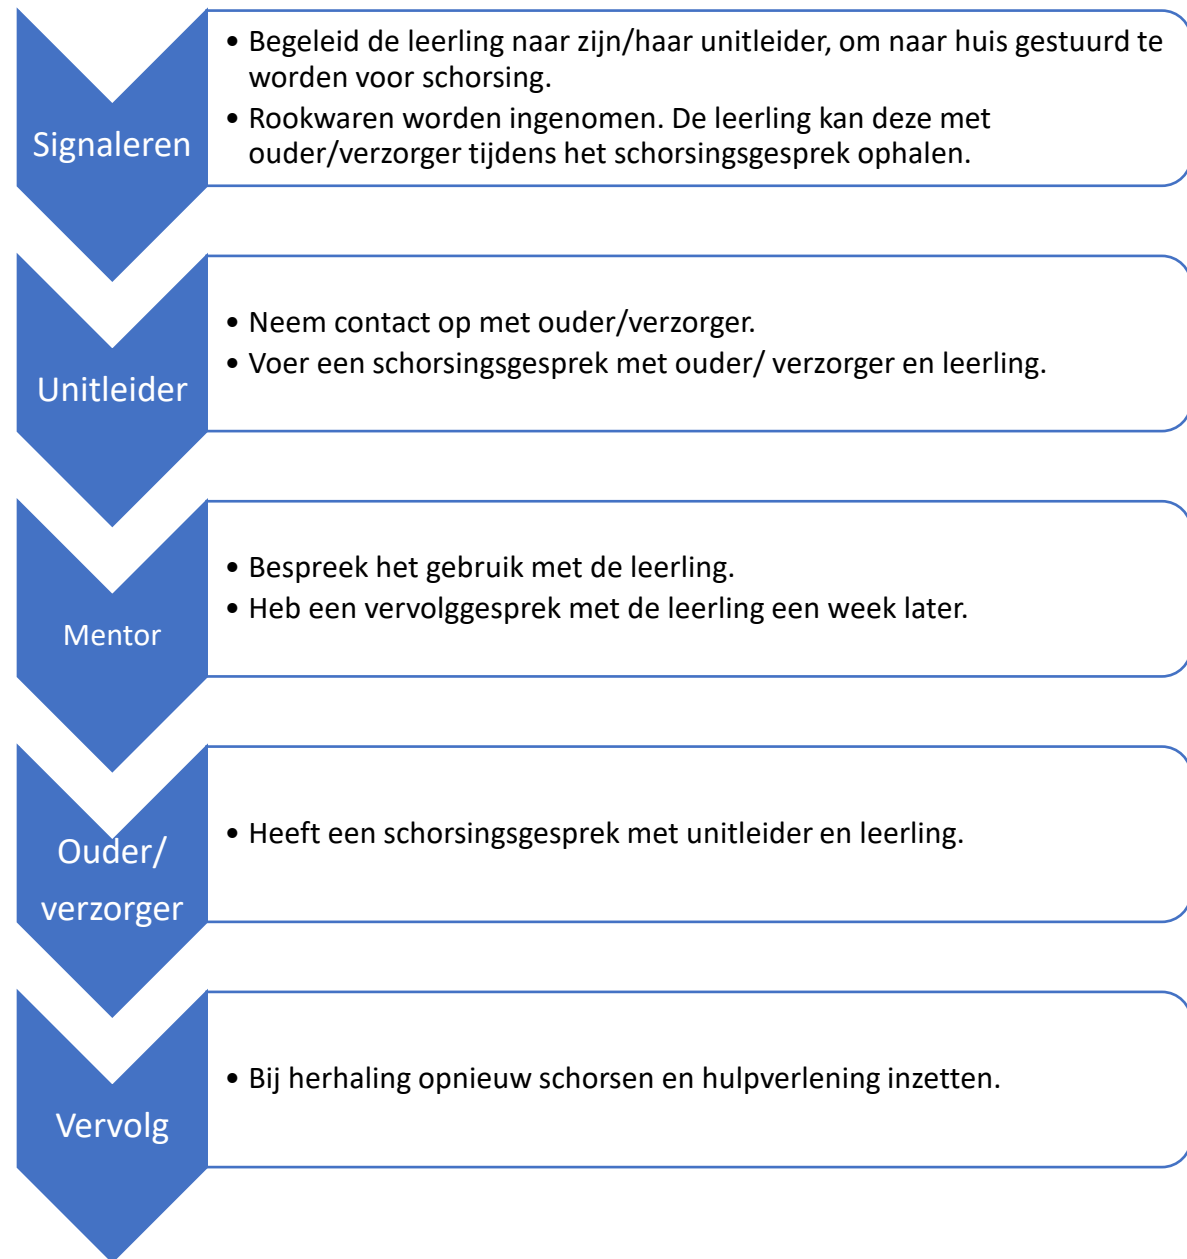 Signaleren
• Begeleid de leerling naar zijn/haar unitleider, om naar huis gestuurd te
worden voor schorsing.
• Rookwaren worden ingenomen. De leerling kan deze met
ouder/verzorger tijdens het schorsingsgesprek ophalen.
Unitleider
• Neem contact op met ouder/verzorger.
• Voer een schorsingsgesprek met ouder/ verzorger en leerling.
Mentor
• Bespreek het gebruik met de leerling.
• Heb een vervolggesprek met de leerling een week later.
Ouder/
verzorger
• Heeft een schorsingsgesprek met unitleider en leerling.
Vervolg
• Bij herhaling opnieuw schorsen en hulpverlening inzetten.